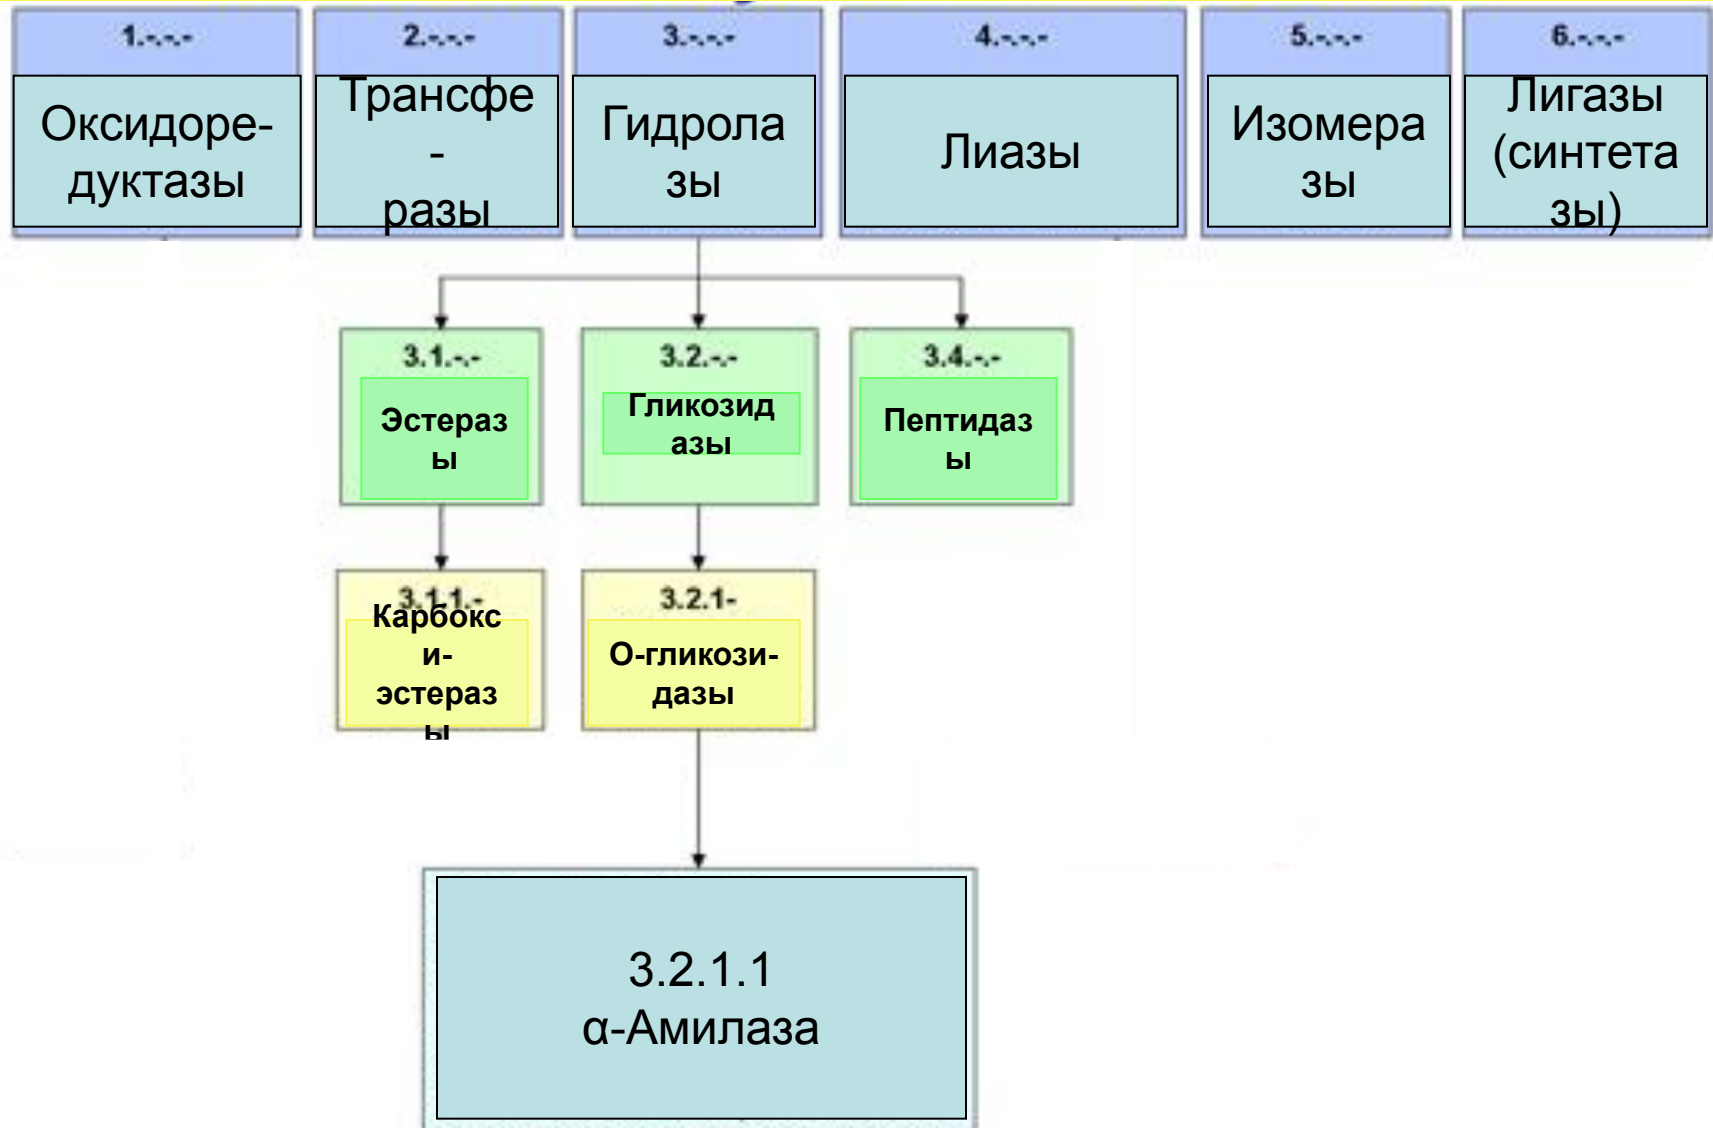 1.-.-.-
Оксидоре-
дуктазы
2.-.-.-
Трансфе
-
разы
3.-.-.-
Гидрола
зы
4.-.-.-
Лиазы
5.-.-.-
Изомера
зы
6.-.-.-
Лигазы
(синтета
зы)
3.1.-.-
Эстераз
ы
3.2.-.-
Гликозид
азы
3.4.-.-
Пептидаз
ы
3.1.1.-
Карбокс
и-
эстераз
ы
3.2.1-
О-гликози-
дазы
3.2.1.1
α-Амилаза